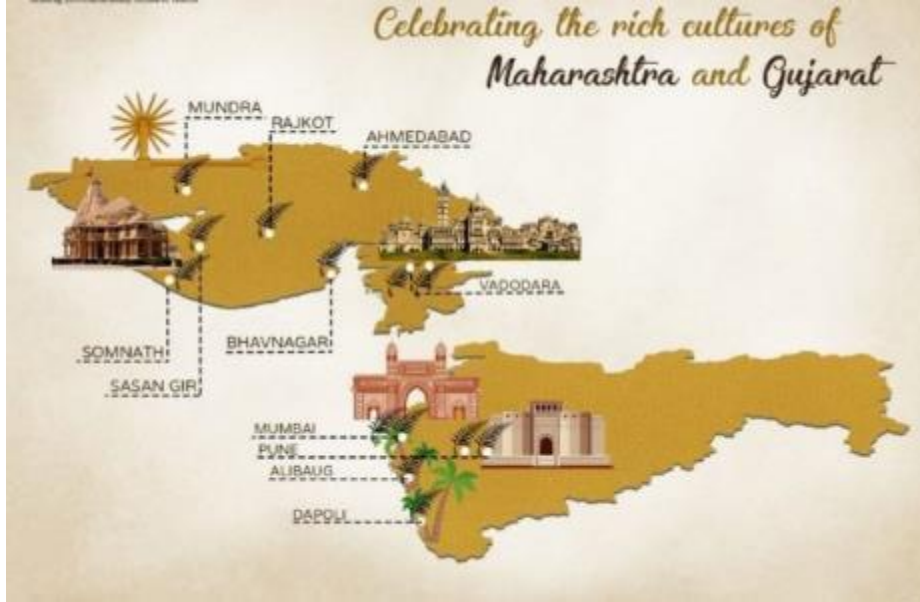 Celebrating the rich cultures of
Maharashtra and Gujarat
MUNDRA
RAJKOT
AHMEDABAD
VADODARA
BHAVNAGAR
SOMNATH
SASAN GIR
MUMBAI
PUNE
ALIBAUG
DAPOLI